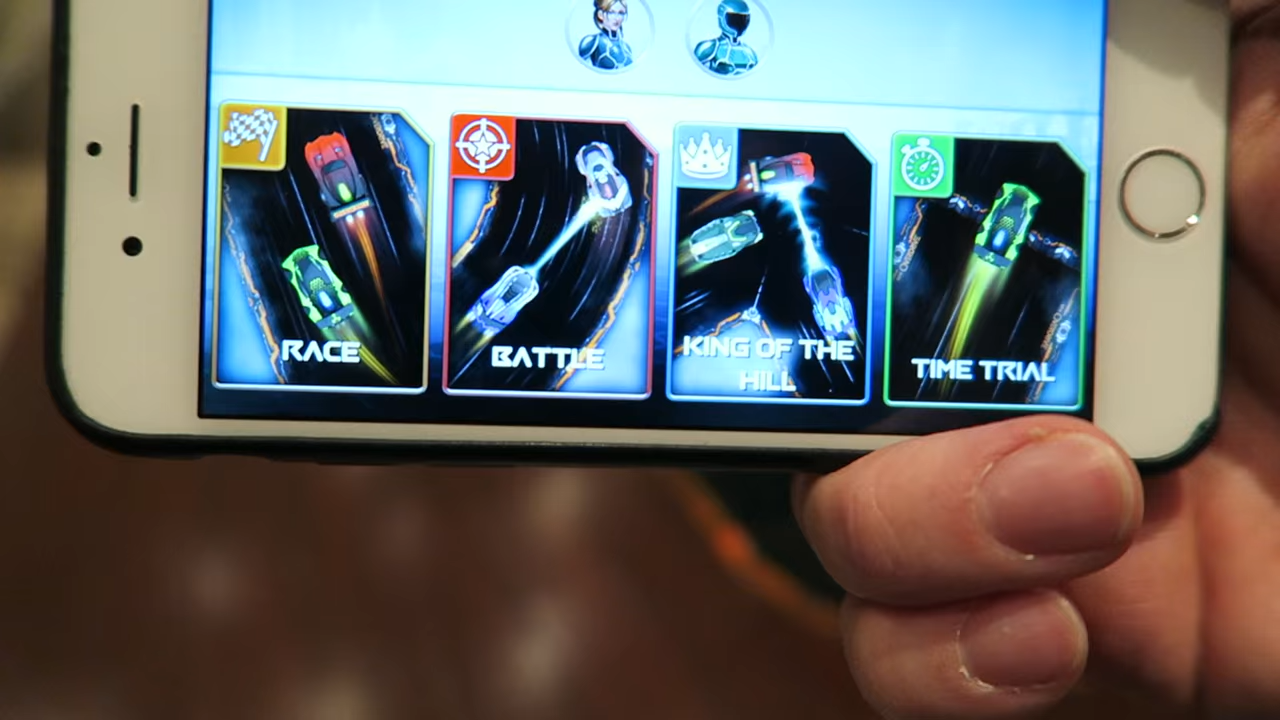 RACE
BATTLE
KING OF THE
HILL
TIME TRIAL